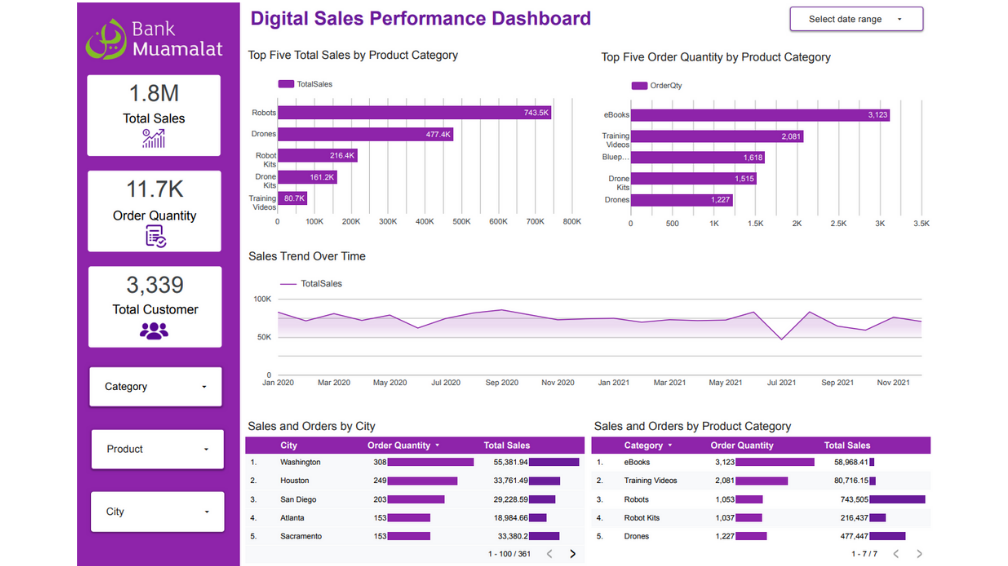 Bank
Muamalat
Digital Sales Performance Dashboard
Select date range
1.8M
Total Sales
11.7K
Order Quantity
3,339
Total Customer
Category
Product
City
Top Five Total Sales by Product Category
TotalSales
Robots 743.5K
Drones 477.4K
Robot Kits 216.4K
Drone Kits 161.2K
Training Videos 80.7K
0 100K 200K 300K 400K 500K 600K 700K 800K
Top Five Order Quantity by Product Category
OrderQty
eBooks 3,123
Training Videos 2,081
Bluep... 1,618
Drone Kits 1,515
Drones 1,227
0 500 1K 1.5K 2K 2.5K 3K 3.5K
Sales Trend Over Time
TotalSales
100K
50K
0
Jan 2020 Mar 2020 May 2020 Jul 2020 Sep 2020 Nov 2020 Jan 2021 Mar 2021 May 2021 Jul 2021 Sep 2021 Nov 2021
Sales and Orders by City
City Order Quantity Total Sales
1. Washington 308 55,381.94
2. Houston 249 33,761.49
3. San Diego 203 29,228.59
4. Atlanta 153 18,984.66
5. Sacramento 153 33,380.2
1 - 100 / 361 < >
Sales and Orders by Product Category
Category Order Quantity Total Sales
1. eBooks 3,123 58,968.41
2. Training Videos 2,081 80,716.15
3. Robots 1,053 743,505
4. Robot Kits 1,037 216,437
5. Drones 1,227 477,447
1 - 7 / 7 < >